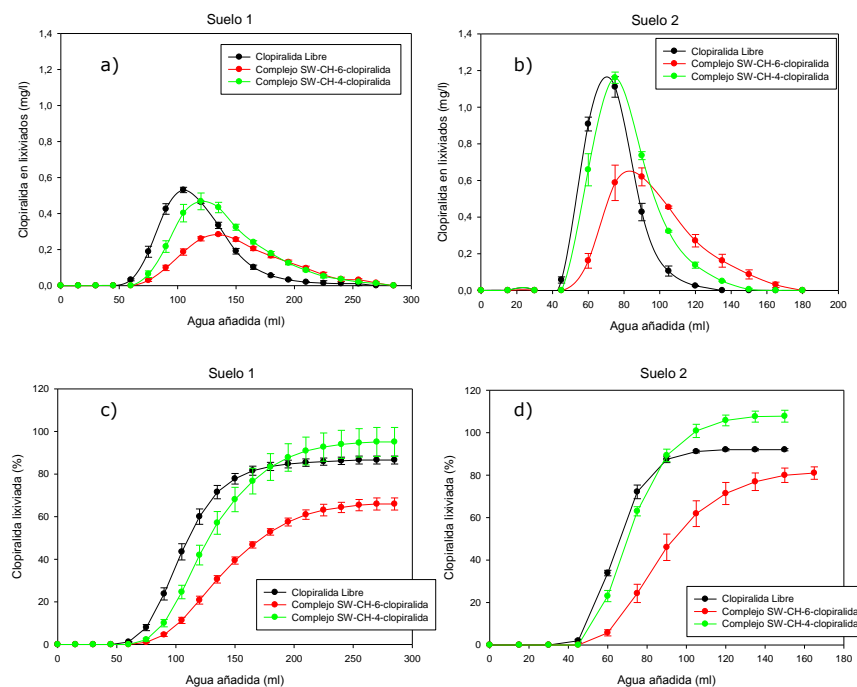 Suelo 1
a)
Clopiralida en lixiviados (mg/l)
1,4
1,2
1,0
0,8
0,6
0,4
0,2
0,0
Clopiralida Libre
Complejo SW-CH-6-clopiralida
Complejo SW-CH-4-clopiralida
0 50 100 150 200 250 300
Agua añadida (ml)
Suelo 2
b)
Clopiralida en lixiviados (mg/l)
1,4
1,2
1,0
0,8
0,6
0,4
0,2
0,0
Clopiralida Libre
Complejo SW-CH-6-clopiralida
Complejo SW-CH-4-clopiralida
0 20 40 60 80 100 120 140 160 180 200
Agua añadida (ml)
Suelo 1
c)
Clopiralida lixiviada (%)
120
100
80
60
40
20
0
Clopiralida Libre
Complejo SW-CH-6-clopiralida
Complejo SW-CH-4-clopiralida
0 50 100 150 200 250 300
Agua añadida (ml)
Suelo 2
d)
Clopiralida lixiviada (%)
120
100
80
60
40
20
0
Clopiralida Libre
Complejo SW-CH-6-clopiralida
Complejo SW-CH-4-clopiralida
0 20 40 60 80 100 120 140 160 180
Agua añadida (ml)